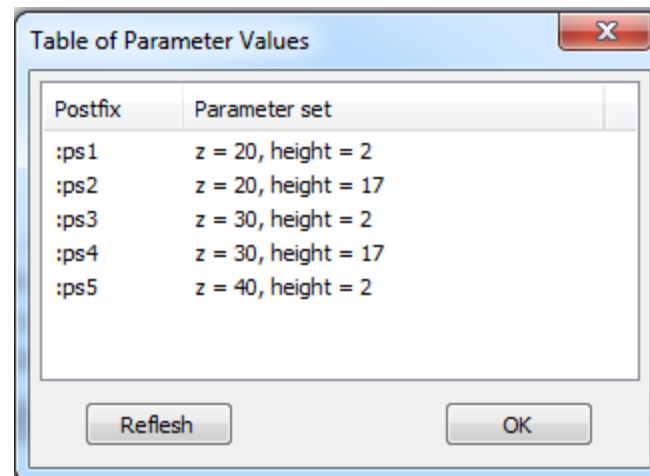 Table of Parameter Values
Postfix Parameter set
:ps1 z = 20, height = 2
:ps2 z = 20, height = 17
:ps3 z = 30, height = 2
:ps4 z = 30, height = 17
:ps5 z = 40, height = 2
Reflesh OK